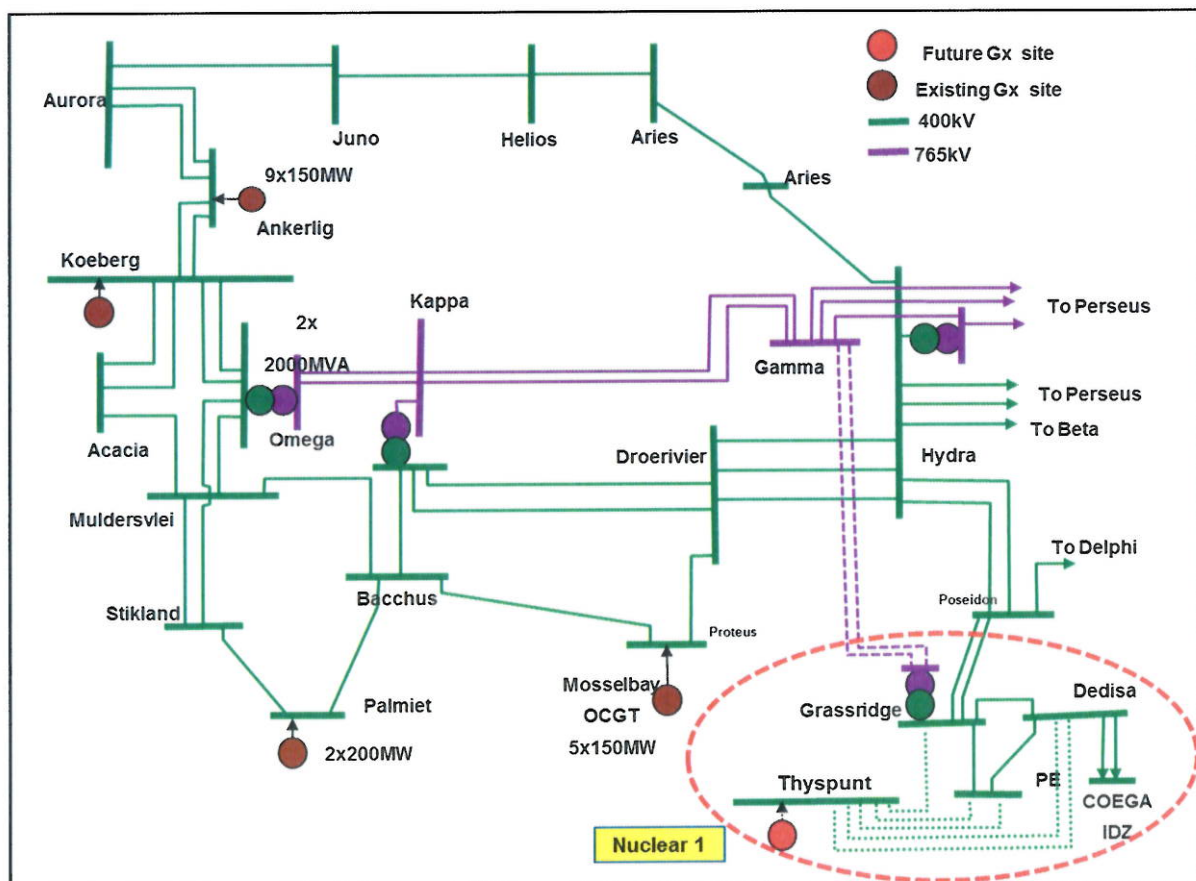 Future Gx site
Existing Gx site
400kV
765kV
Aurora
Juno
Helios
Aries
Aries
9x150MW
Ankerlig
Koeberg
2x
2000MVA
Kappa
To Perseus
Gamma
Omega
Acacia
To Perseus
To Beta
Droerivier
Hydra
Muldersvlei
To Delphi
Stikland
Bacchus
Poseidon
Proteus
Mosselbay
OCGT
5x150MW
Palmiet
2x200MW
Grassridge
Dedisa
Thyspunt
PE
COEGA
IDZ
Nuclear 1